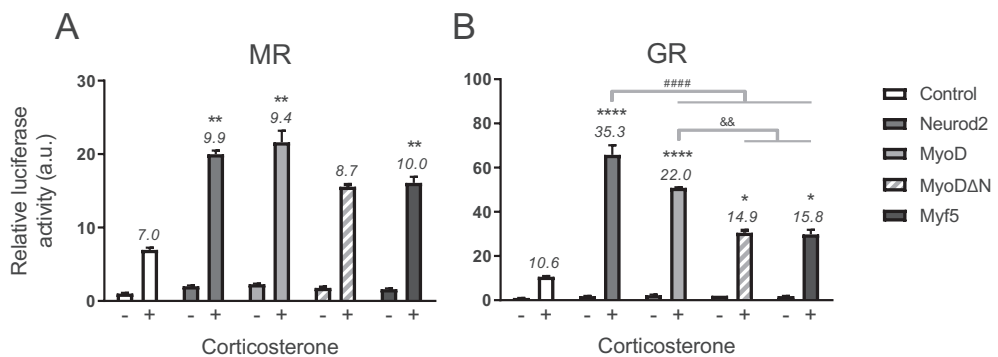 A
MR
Relative luciferase
activity (a.u.)
30
20
10
0
7.0
**
9.9
**
9.4
8.7
**
10.0
- + - + - + - + - +
Corticosterone
B
GR
100
80
60
40
20
0
10.6
****
35.3
####
****
22.0
&&
*
14.9
*
15.8
- + - + - + - + - +
Corticosterone
Control
Neurod2
MyoD
MyoDΔN
Myf5